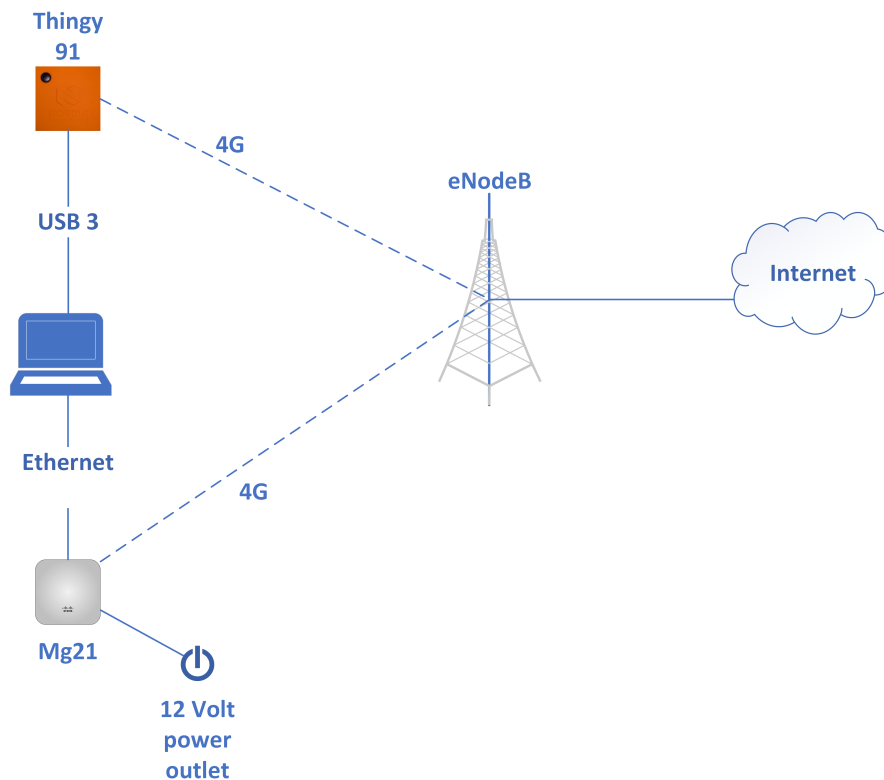 Thingy
91
4G
eNodeB
USB 3
Internet
Ethernet
4G
Mg21
12 Volt
power
outlet